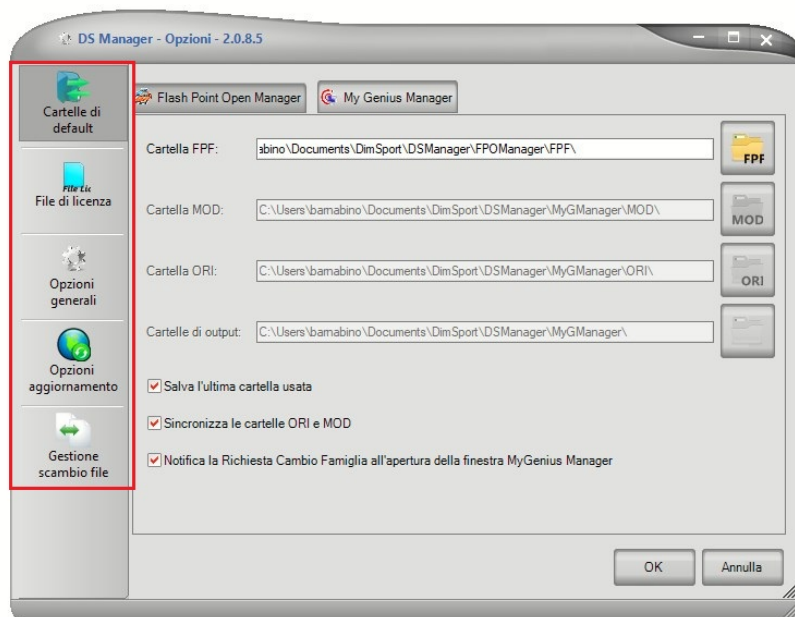 DS Manager - Opzioni - 2.0.8.5
Cartelle di
default
File Lic
File di licenza
Opzioni
generali
Opzioni
aggiornamento
Gestione
scambio file
Flash Point Open Manager
My Genius Manager
Cartella FPF:
abino\Documents\DimSport\DSManager\FPOManager\FPF\
FPF
Cartella MOD:
C:\Users\barnabino\Documents\DimSport\DSManager\MyGManager\MOD\
MOD
Cartella ORI:
C:\Users\barnabino\Documents\DimSport\DSManager\MyGManager\ORI\
ORI
Cartelle di output:
C:\Users\barnabino\Documents\DimSport\DSManager\MyGManager\
Salva l'ultima cartella usata
Sincronizza le cartelle ORI e MOD
Notifica la Richiesta Cambio Famiglia all'apertura della finestra MyGenius Manager
OK
Annulla